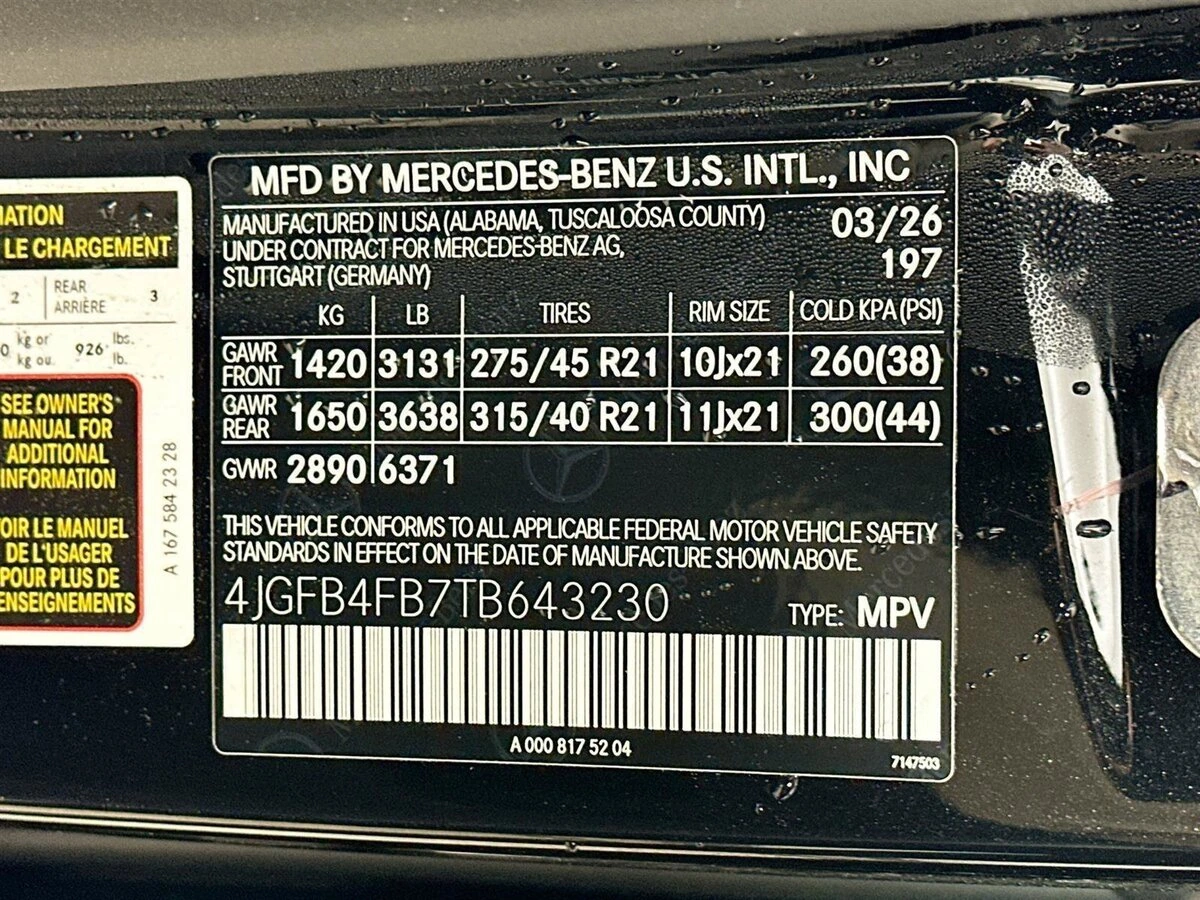 MATION
LE CHARGEMENT
2 REAR ARRIÈRE 3
0 kg or kg ou 926 lbs. lb.
SEE OWNER'S
MANUAL FOR
ADDITIONAL
INFORMATION
VOIR LE MANUEL
DE L'USAGER
POUR PLUS DE
RENSEIGNEMENTS
A 167 584 23 28
MFD BY MERCEDES-BENZ U.S. INTL., INC
MANUFACTURED IN USA (ALABAMA, TUSCALOOSA COUNTY) 03/26
UNDER CONTRACT FOR MERCEDES-BENZ AG, 197
STUTTGART (GERMANY)
KG LB TIRES RIM SIZE COLD KPA (PSI)
GAWR FRONT 1420 3131 275/45 R21 10Jx21 260(38)
GAWR REAR 1650 3638 315/40 R21 11Jx21 300(44)
GVWR 2890 6371
THIS VEHICLE CONFORMS TO ALL APPLICABLE FEDERAL MOTOR VEHICLE SAFETY
STANDARDS IN EFFECT ON THE DATE OF MANUFACTURE SHOWN ABOVE.
4JGFB4FB7TB643230 TYPE: MPV
A 000 817 52 04
7147503